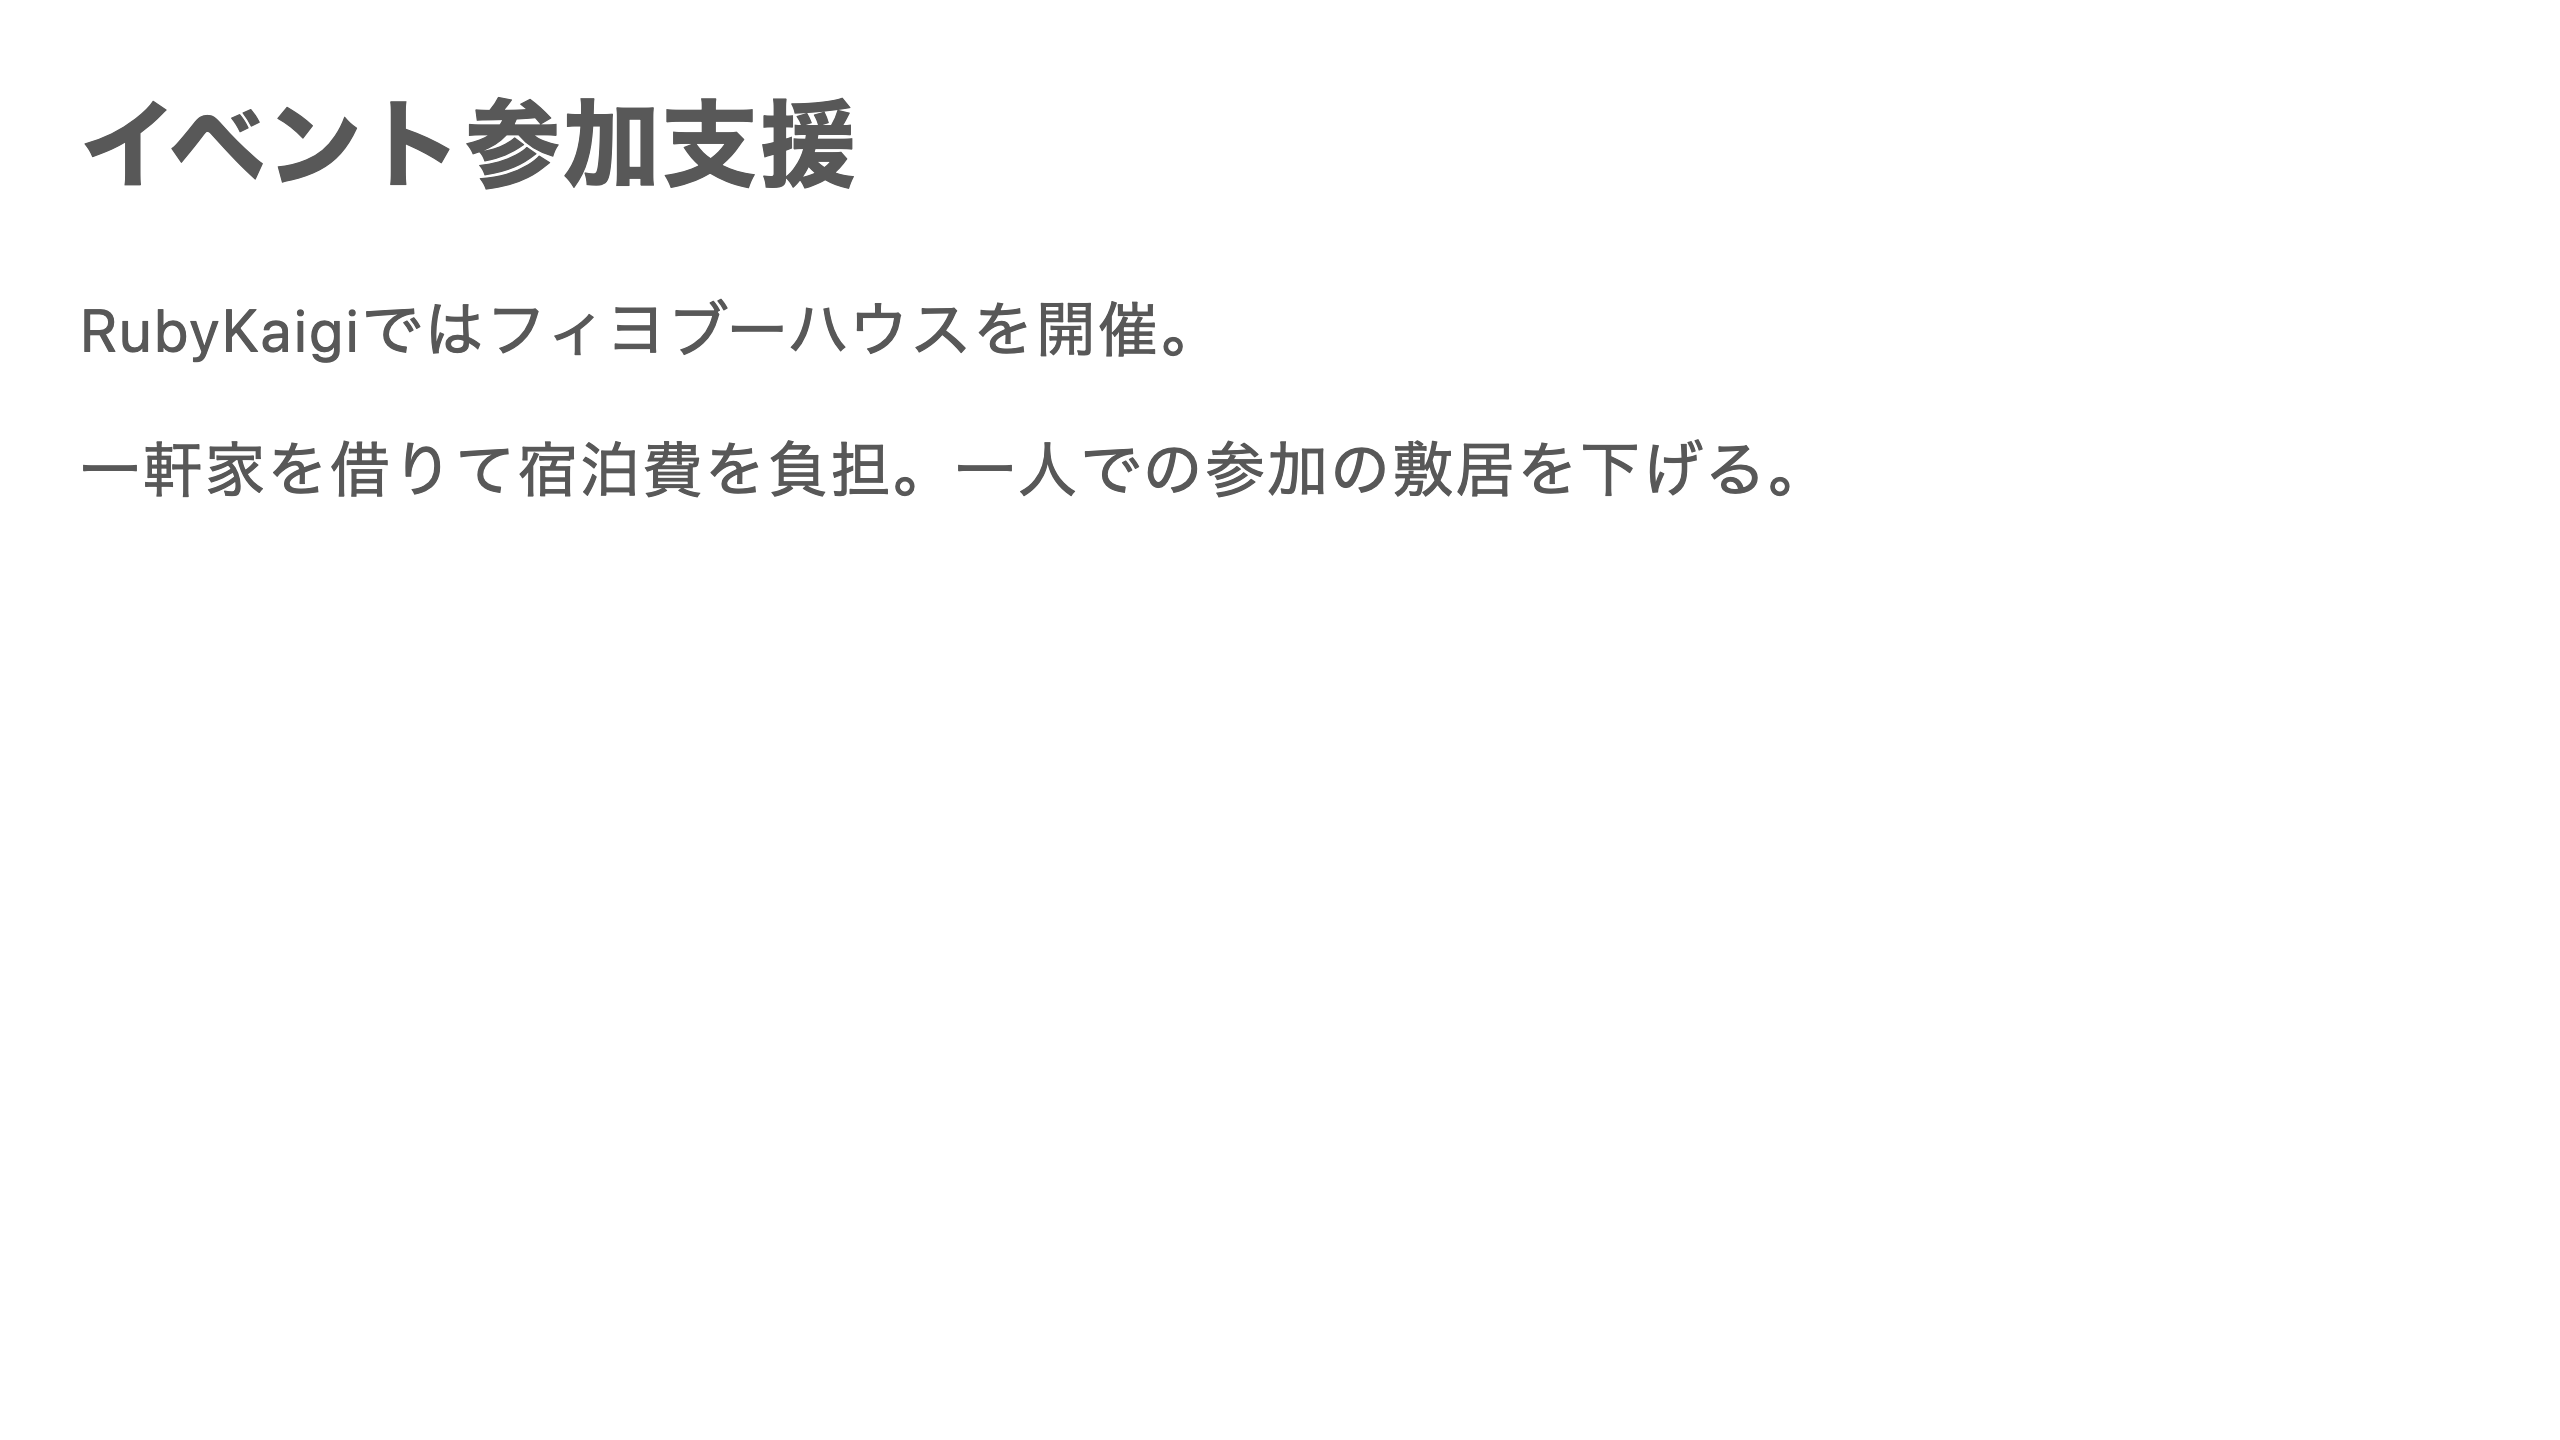 イベント参加支援
RubyKaigiではフィヨブーハウスを開催。
一軒家を借りて宿泊費を負担。一人での参加の敷居を下げる。